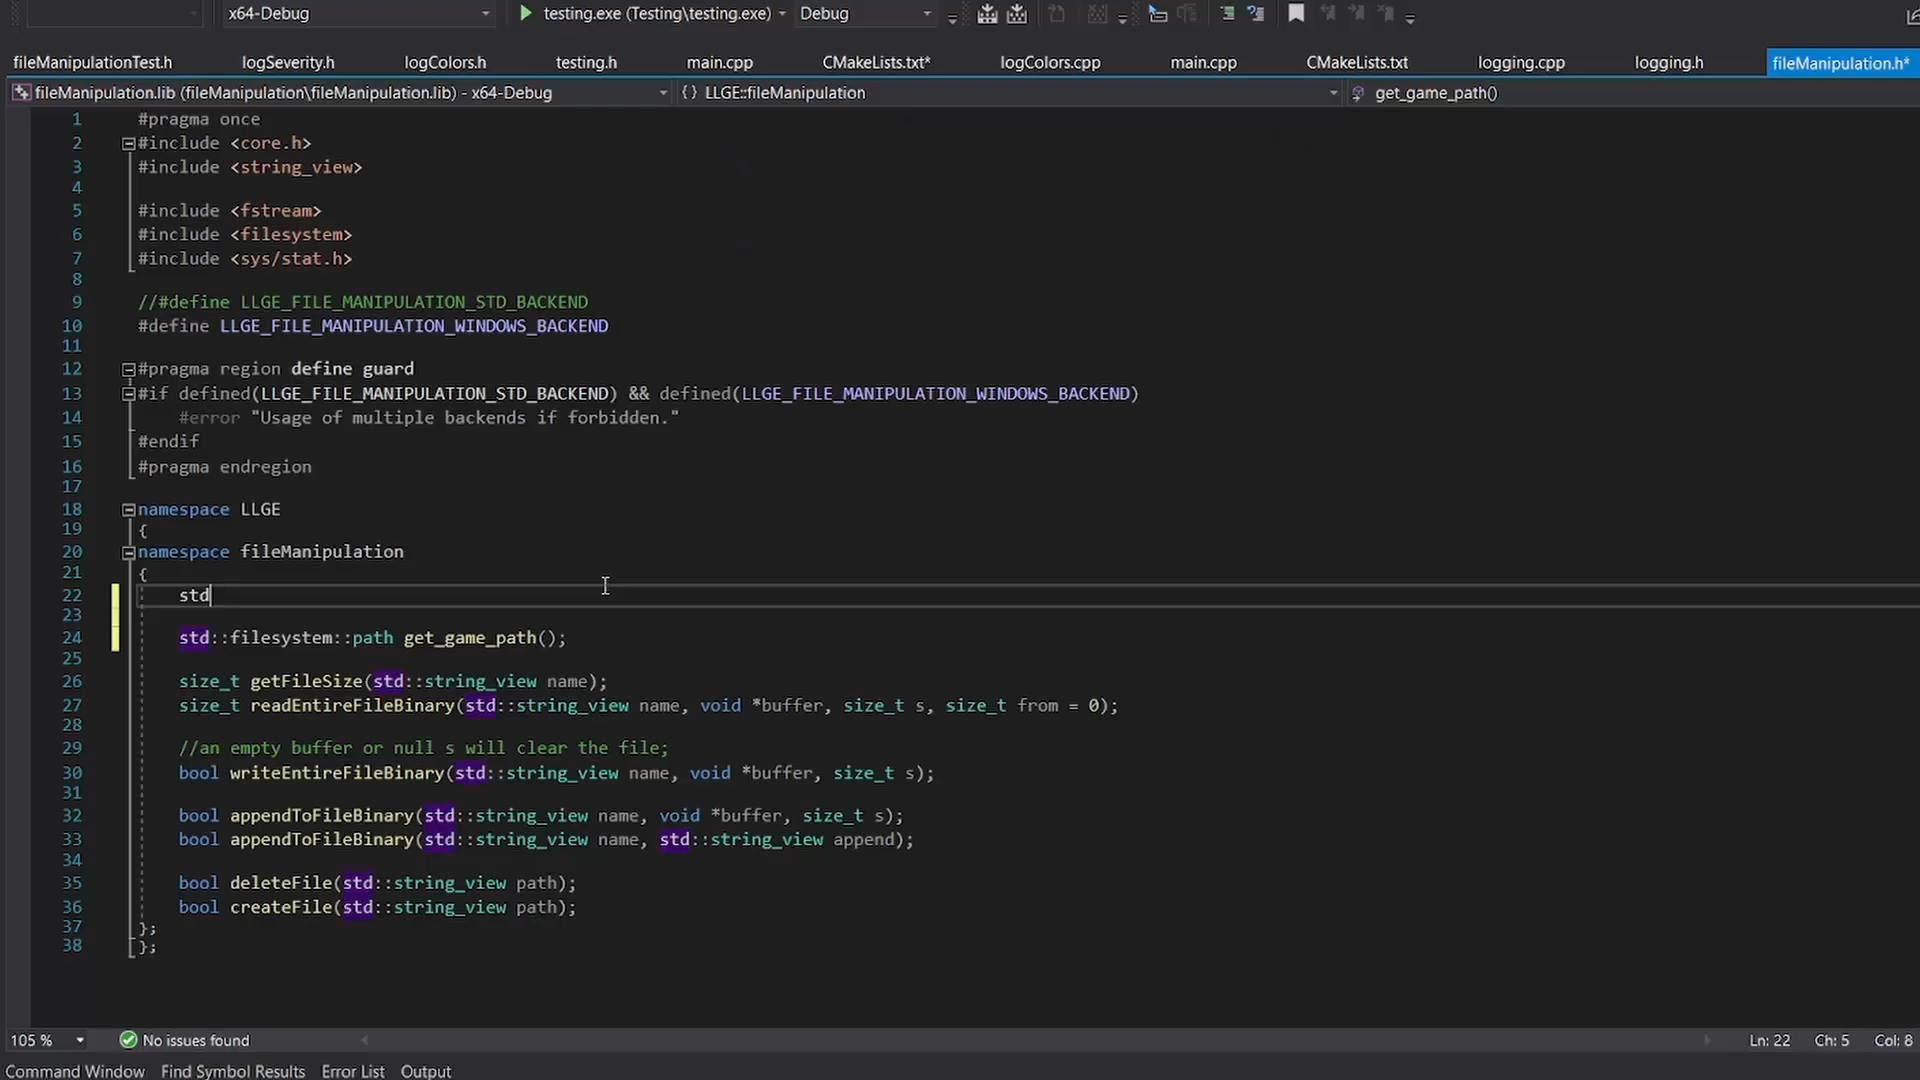 x64-Debug testing.exe (Testing\testing.exe) Debug
fileManipulationTest.h logSeverity.h logColors.h testing.h main.cpp CMakeLists.txt* logColors.cpp main.cpp CMakeLists.txt logging.cpp logging.h fileManipulation.h*
fileManipulation.lib (fileManipulation\fileManipulation.lib) - x64-Debug {} LLGE::fileManipulation get_game_path()
1 #pragma once
2 #include <core.h>
3 #include <string_view>
4
5 #include <fstream>
6 #include <filesystem>
7 #include <sys/stat.h>
8
9 //#define LLGE_FILE_MANIPULATION_STD_BACKEND
10 #define LLGE_FILE_MANIPULATION_WINDOWS_BACKEND
11
12 #pragma region define guard
13 #if defined(LLGE_FILE_MANIPULATION_STD_BACKEND) && defined(LLGE_FILE_MANIPULATION_WINDOWS_BACKEND)
14 #error "Usage of multiple backends if forbidden."
15 #endif
16 #pragma endregion
17
18 namespace LLGE
19 {
20 namespace fileManipulation
21 {
22 std
23
24 std::filesystem::path get_game_path();
25
26 size_t getFileSize(std::string_view name);
27 size_t readEntireFileBinary(std::string_view name, void *buffer, size_t s, size_t from = 0);
28
29 //an empty buffer or null s will clear the file;
30 bool writeEntireFileBinary(std::string_view name, void *buffer, size_t s);
31
32 bool appendToFileBinary(std::string_view name, void *buffer, size_t s);
33 bool appendToFileBinary(std::string_view name, std::string_view append);
34
35 bool deleteFile(std::string_view path);
36 bool createFile(std::string_view path);
37 };
38 };
105 % No issues found Ln: 22 Ch: 5 Col: 8
Command Window Find Symbol Results Error List Output